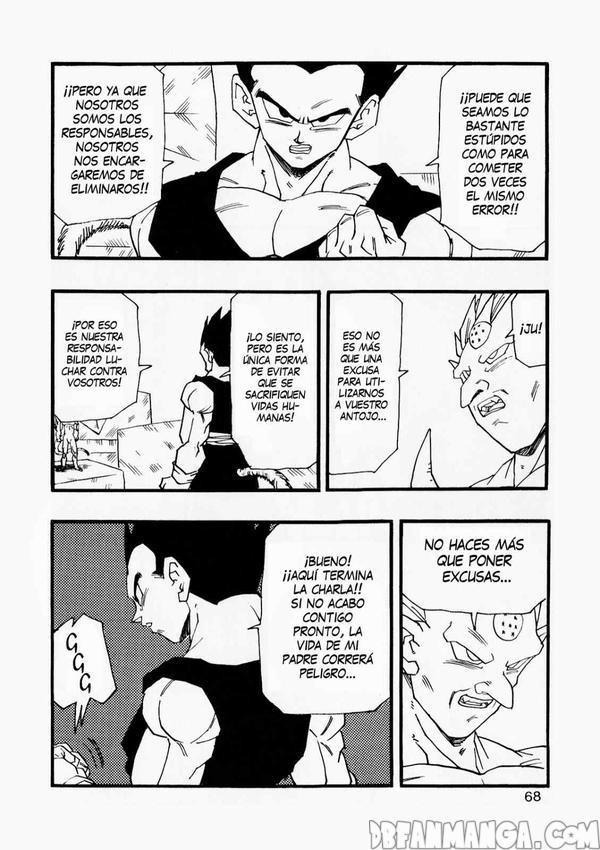 ¡¡PUEDE QUE
SEAMOS LO
BASTANTE
ESTÚPIDOS
COMO PARA
COMETER
DOS VECES
EL MISMO
ERROR!!
¡¡PERO YA QUE
NOSOTROS
SOMOS LOS
RESPONSABLES,
NOSOTROS
NOS ENCAR-
GAREMOS DE
ELIMINAROS!!
¡JU!
ESO NO
ES MÁS
QUE UNA
EXCUSA
PARA UTI-
LIZARNOS
A VUESTRO
ANTOJO...
¡LO SIENTO,
PERO ES LA
ÚNICA FORMA
DE EVITAR
QUE SE
SACRIFIQUEN
VIDAS HU-
MANAS!
¡POR ESO
ES NUESTRA
RESPONSA-
BILIDAD LU-
CHAR CONTRA
VOSOTROS!
NO HACES MÁS
QUE PONER
EXCUSAS...
¡BUENO!
¡¡AQUÍ TERMINA
LA CHARLA!!
SI NO ACABO
CONTIGO
PRONTO, LA
VIDA DE MI
PADRE CORRERÁ
PELIGRO...
GGGG
68
DBFANMANGA.COM